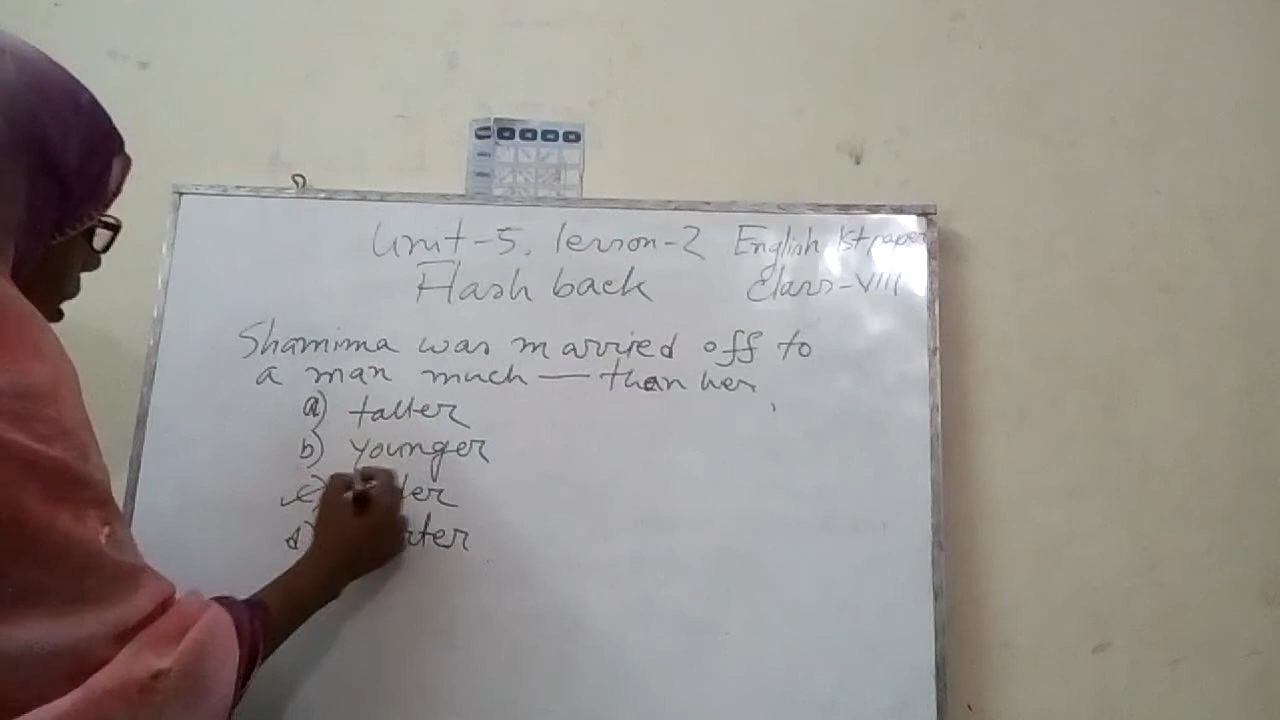 Unit-5, lesson-2 English 1st paper
Flash back Class-VIII
Shamima was married off to
a man much — than her.
a) taller
b) younger
c)
d)